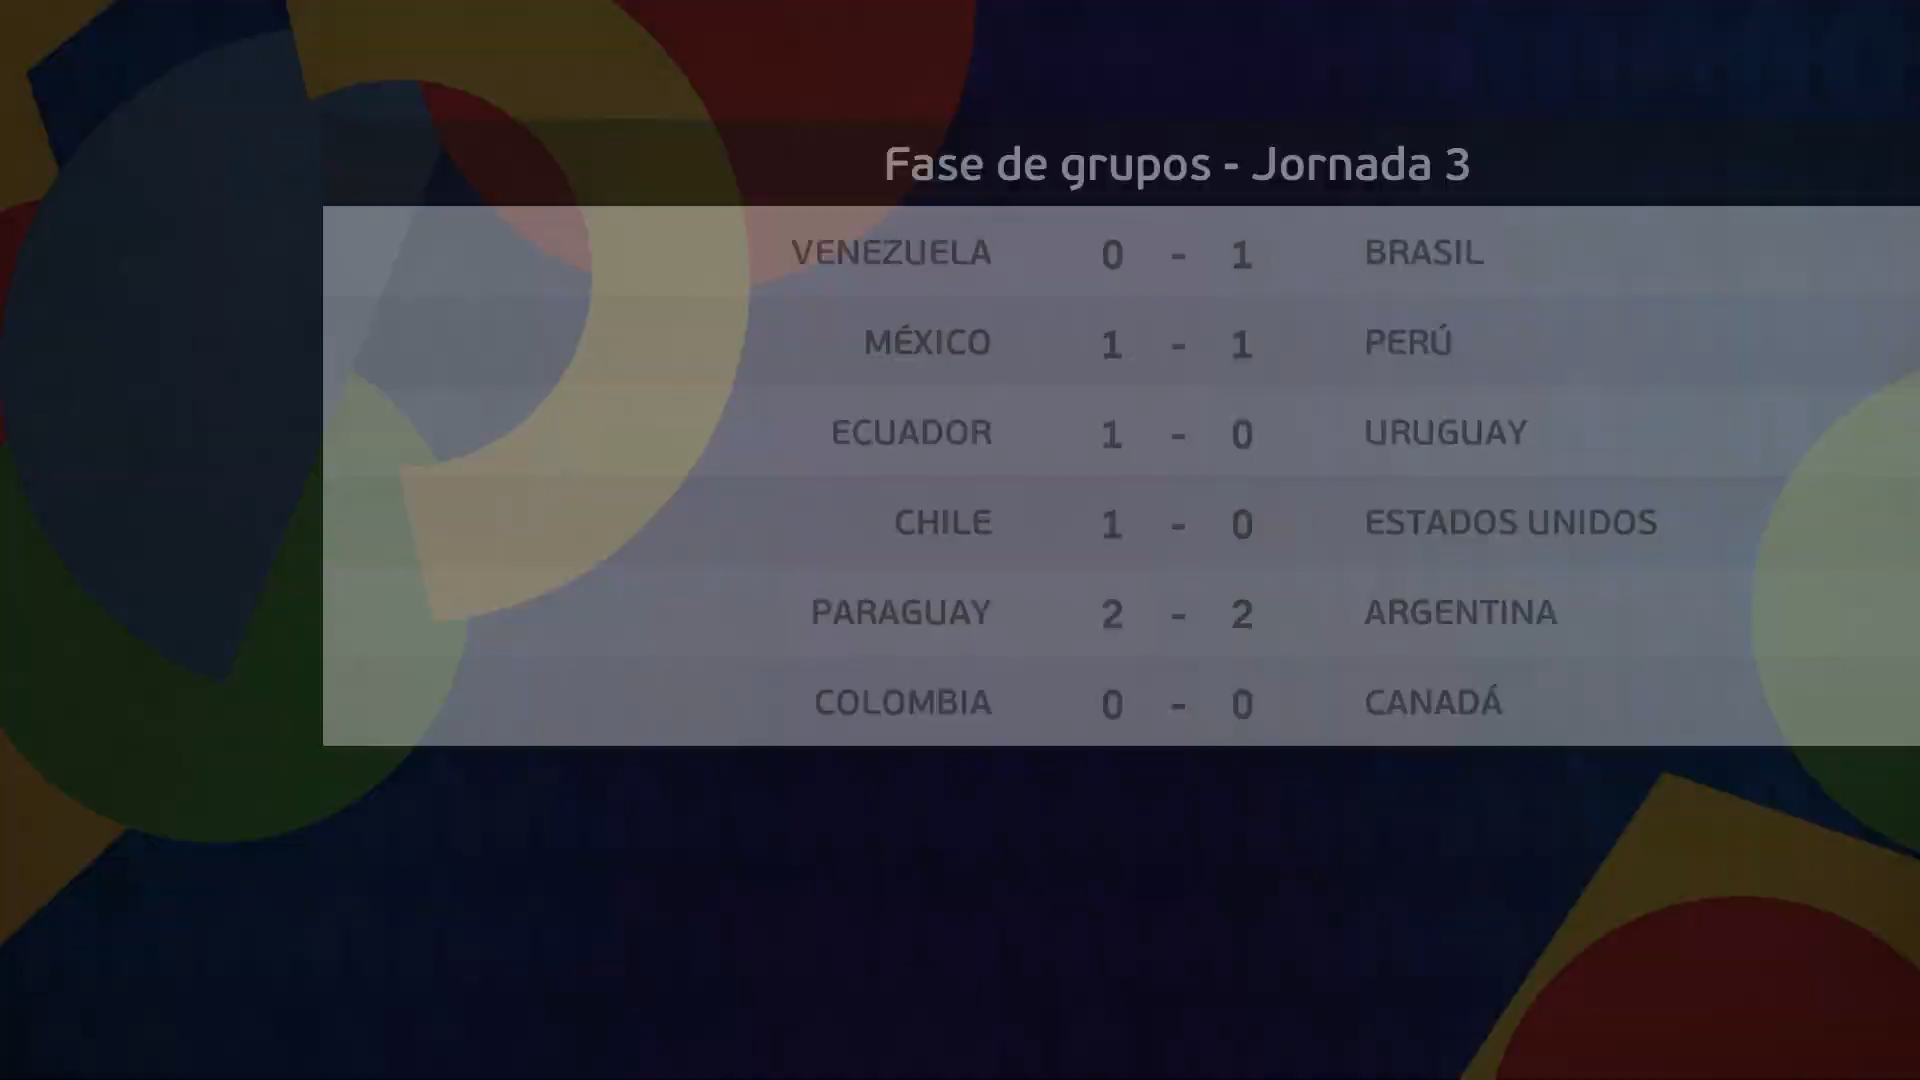 Fase de grupos - Jornada 3
VENEZUELA 0 - 1 BRASIL
MÉXICO 1 - 1 PERÚ
ECUADOR 1 - 0 URUGUAY
CHILE 1 - 0 ESTADOS UNIDOS
PARAGUAY 2 - 2 ARGENTINA
COLOMBIA 0 - 0 CANADÁ